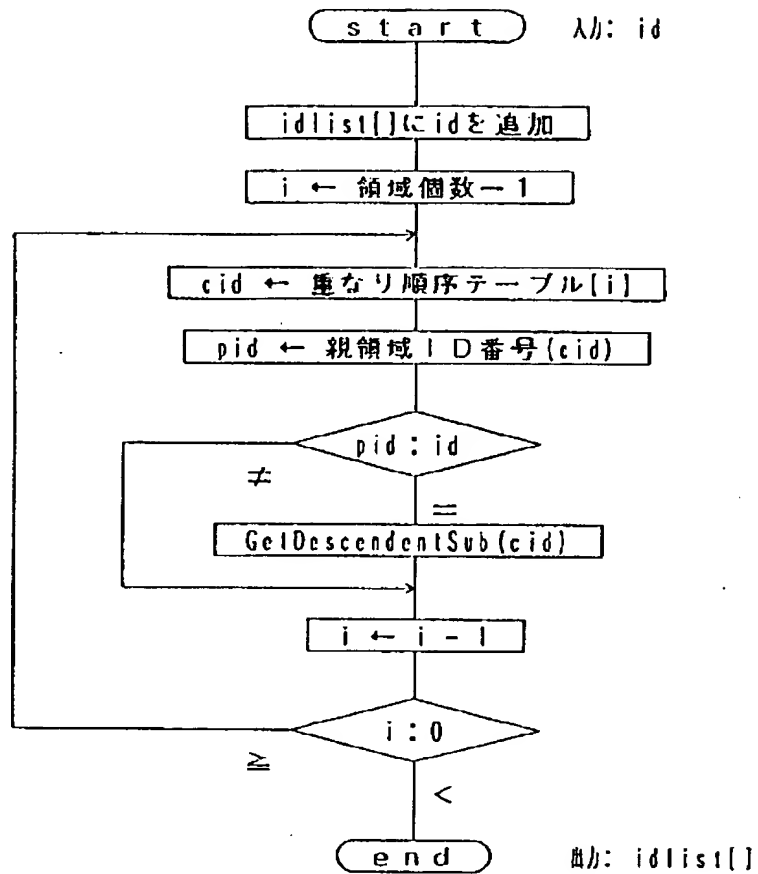 start 入力: id
idlist[]にidを追加
i ← 領域個数－1
cid ← 重なり順序テーブル[i]
pid ← 親領域ID番号(cid)
pid : id
≠
=
GetDescendentSub(cid)
i ← i - 1
i : 0
≧
<
end 出力: idlist[]